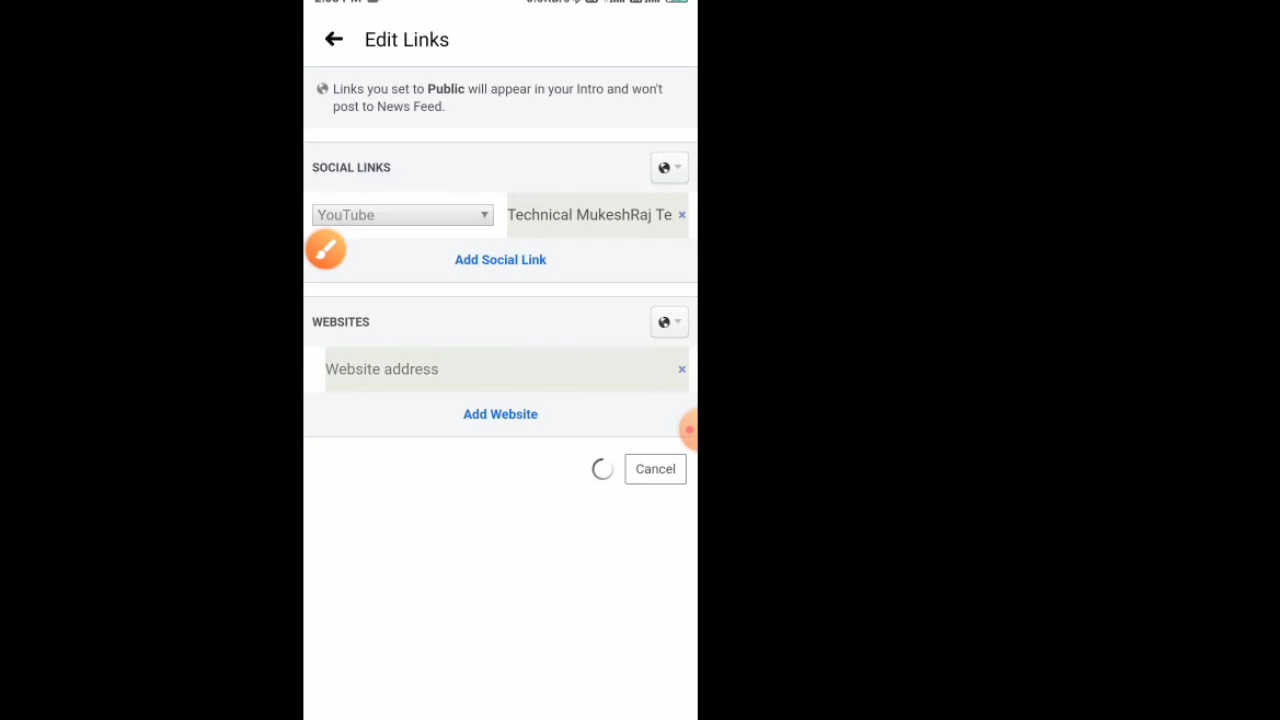 Edit Links
Links you set to Public will appear in your Intro and won't
post to News Feed.
SOCIAL LINKS
YouTube
Technical MukeshRaj Te
Add Social Link
WEBSITES
Website address
Add Website
Cancel